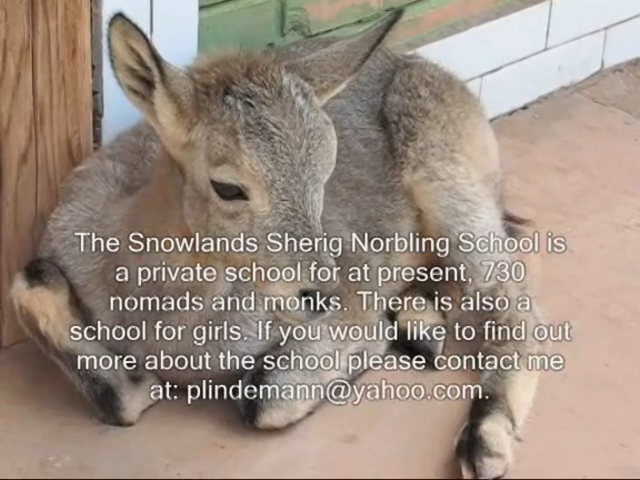 The Snowlands Sherig Norbling School is
a private school for at present, 730
nomads and monks. There is also a
school for girls. If you would like to find out
more about the school please contact me
at: plindemann@yahoo.com.